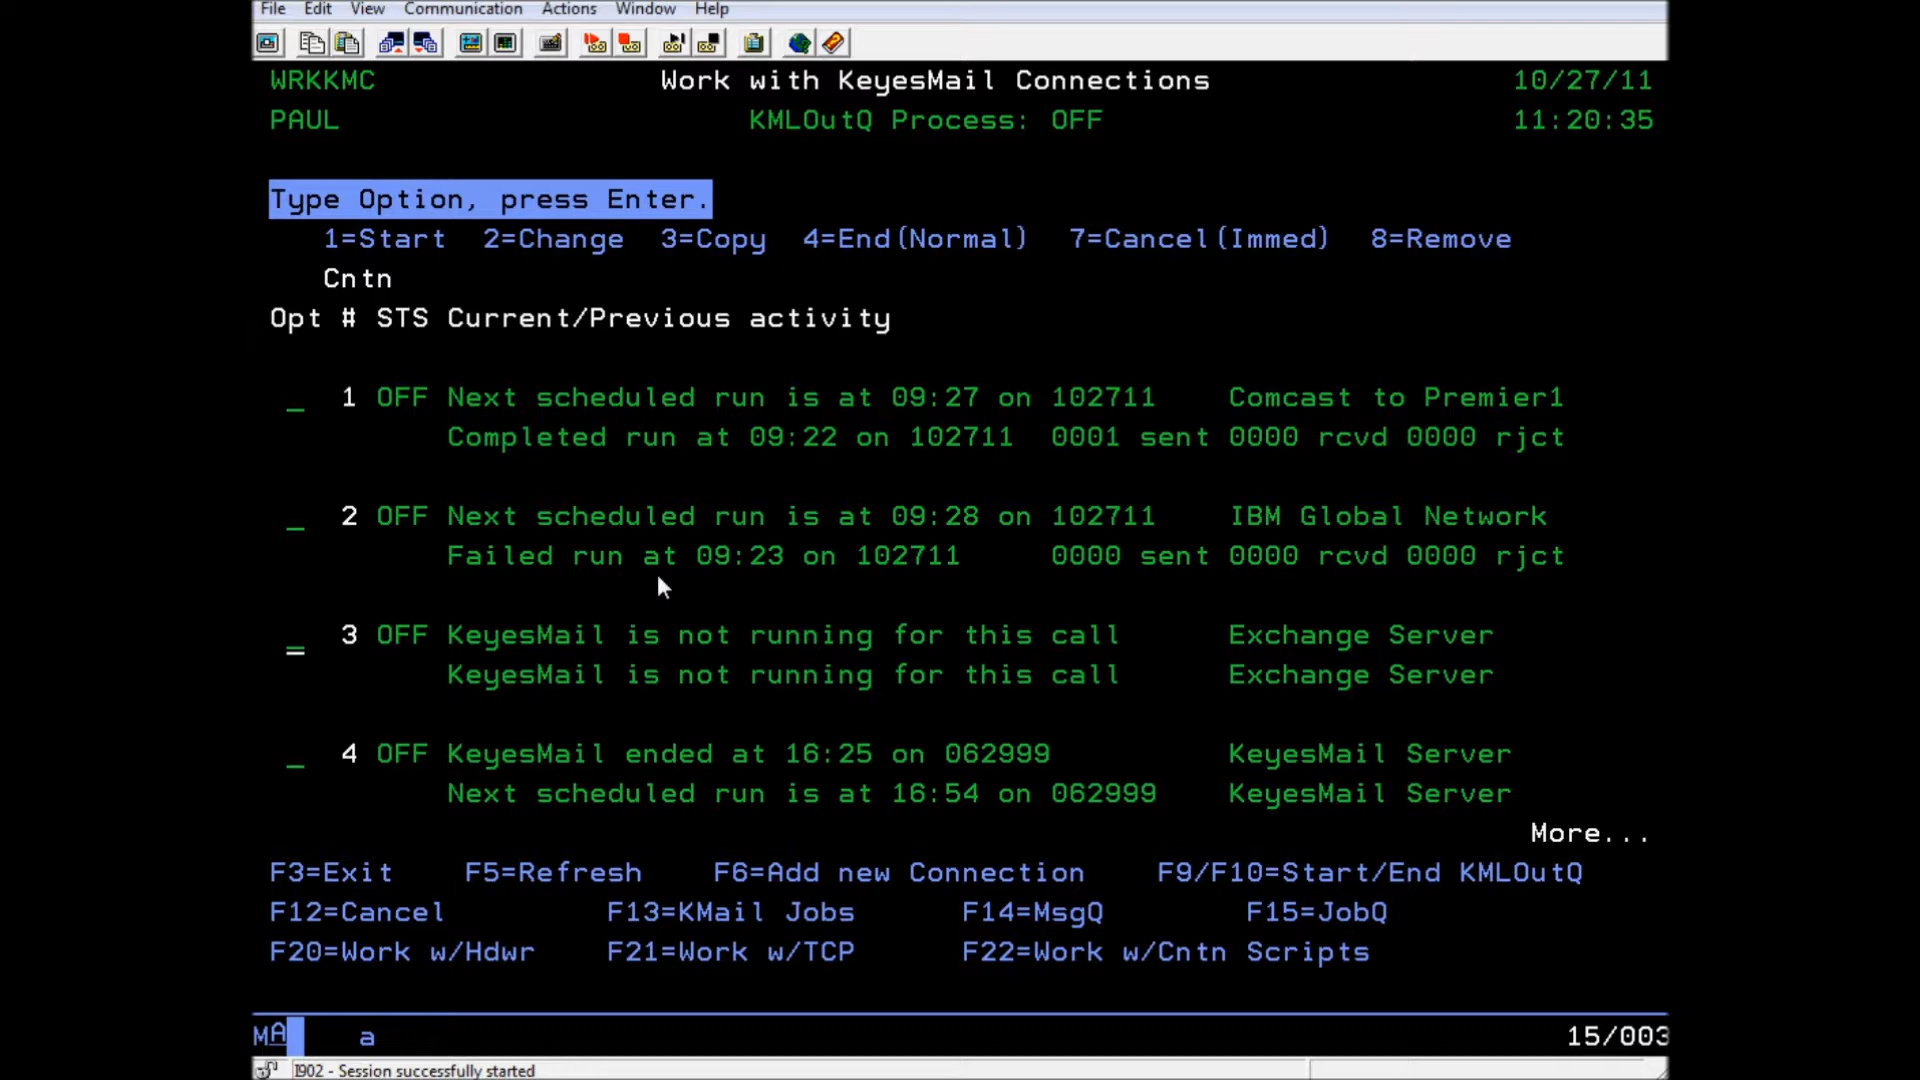 File Edit View Communication Actions Window Help
WRKKMC Work with KeyesMail Connections 10/27/11
PAUL KMLOutQ Process: OFF 11:20:35
Type Option, press Enter.
1=Start 2=Change 3=Copy 4=End(Normal) 7=Cancel(Immed) 8=Remove
Cntn
Opt # STS Current/Previous activity
_ 1 OFF Next scheduled run is at 09:27 on 102711 Comcast to Premier1
Completed run at 09:22 on 102711 0001 sent 0000 rcvd 0000 rjct
_ 2 OFF Next scheduled run is at 09:28 on 102711 IBM Global Network
Failed run at 09:23 on 102711 0000 sent 0000 rcvd 0000 rjct
_ 3 OFF KeyesMail is not running for this call Exchange Server
KeyesMail is not running for this call Exchange Server
_ 4 OFF KeyesMail ended at 16:25 on 062999 KeyesMail Server
Next scheduled run is at 16:54 on 062999 KeyesMail Server
More...
F3=Exit F5=Refresh F6=Add new Connection F9/F10=Start/End KMLOutQ
F12=Cancel F13=KMail Jobs F14=MsgQ F15=JobQ
F20=Work w/Hdwr F21=Work w/TCP F22=Work w/Cntn Scripts
MA a 15/003
I902 - Session successfully started